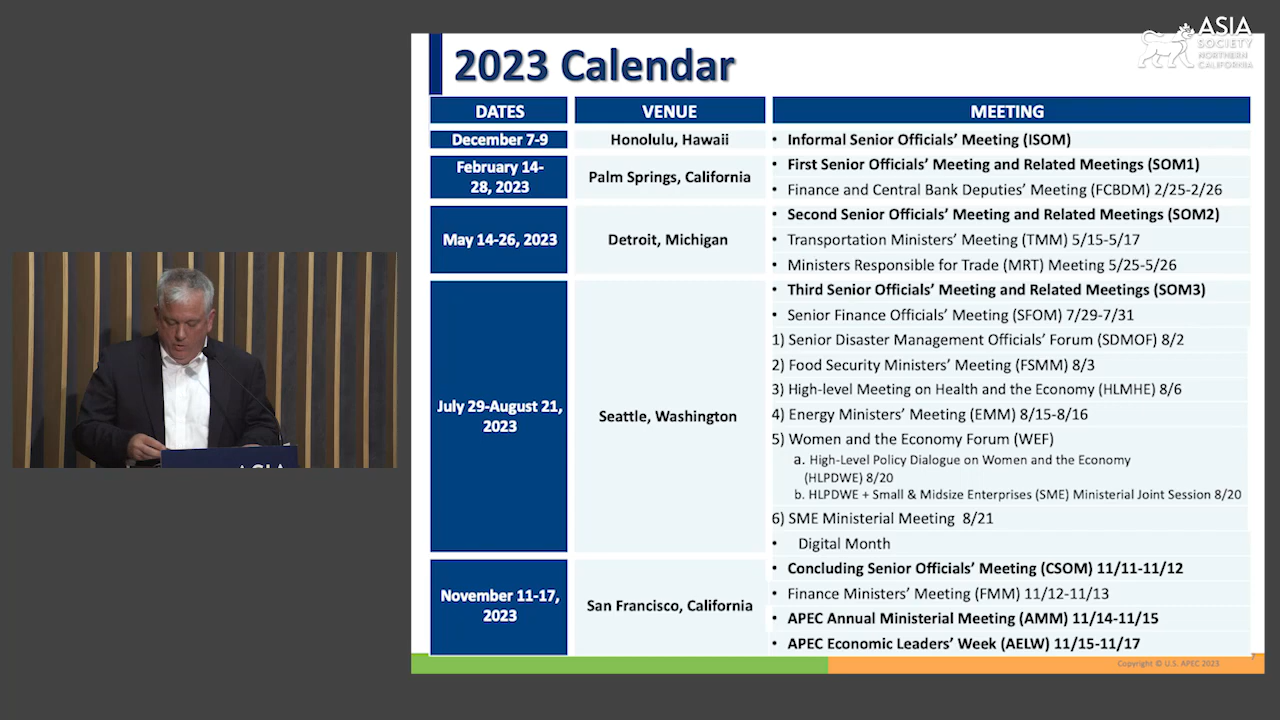 ASIA
SOCIETY
NORTHERN
CALIFORNIA
2023 Calendar
DATES
VENUE
MEETING
December 7-9
Honolulu, Hawaii
• Informal Senior Officials’ Meeting (ISOM)
February 14-
28, 2023
Palm Springs, California
• First Senior Officials’ Meeting and Related Meetings (SOM1)
• Finance and Central Bank Deputies’ Meeting (FCBDM) 2/25-2/26
May 14-26, 2023
Detroit, Michigan
• Second Senior Officials’ Meeting and Related Meetings (SOM2)
• Transportation Ministers’ Meeting (TMM) 5/15-5/17
• Ministers Responsible for Trade (MRT) Meeting 5/25-5/26
July 29-August 21,
2023
Seattle, Washington
• Third Senior Officials’ Meeting and Related Meetings (SOM3)
• Senior Finance Officials’ Meeting (SFOM) 7/29-7/31
1) Senior Disaster Management Officials’ Forum (SDMOF) 8/2
2) Food Security Ministers’ Meeting (FSMM) 8/3
3) High-level Meeting on Health and the Economy (HLMHE) 8/6
4) Energy Ministers’ Meeting (EMM) 8/15-8/16
5) Women and the Economy Forum (WEF)
a. High-Level Policy Dialogue on Women and the Economy
(HLPDWE) 8/20
b. HLPDWE + Small & Midsize Enterprises (SME) Ministerial Joint Session 8/20
6) SME Ministerial Meeting 8/21
• Digital Month
November 11-17,
2023
San Francisco, California
• Concluding Senior Officials’ Meeting (CSOM) 11/11-11/12
• Finance Ministers’ Meeting (FMM) 11/12-11/13
• APEC Annual Ministerial Meeting (AMM) 11/14-11/15
• APEC Economic Leaders’ Week (AELW) 11/15-11/17
7
Copyright © U.S. APEC 2023
ASIA